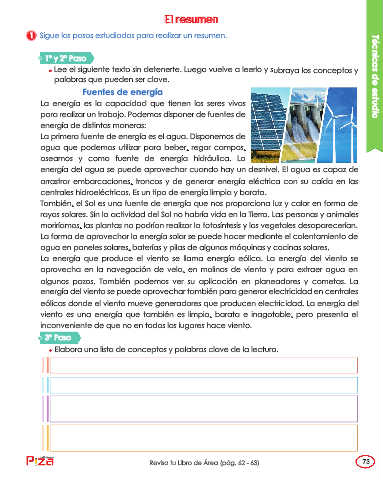 El resumen
1 Sigue los pasos estudiados para realizar un resumen.
1º y 2º Paso
• Lee el siguiente texto sin detenerte. Luego vuelve a leerlo y subraya los conceptos y
palabras que pueden ser clave.
Fuentes de energía
La energía es la capacidad que tienen los seres vivos
para realizar un trabajo. Podemos disponer de fuentes de
energía de distintas maneras:
La primera fuente de energía es el agua. Disponemos de
agua que podemos utilizar para beber, regar campos,
asearnos y como fuente de energía hidráulica. La
energía del agua se puede aprovechar cuando hay un desnivel. El agua es capaz de
arrastrar embarcaciones, troncos y de generar energía eléctrica con su caída en las
centrales hidroeléctricas. Es un tipo de energía limpio y barato.
También, el Sol es una fuente de energía que nos proporciona luz y calor en forma de
rayos solares. Sin la actividad del Sol no habría vida en la Tierra. Las personas y animales
moriríamos, las plantas no podrían realizar la fotosíntesis y los vegetales desaparecerían.
La forma de aprovechar la energía solar se puede hacer mediante el calentamiento de
agua en paneles solares, baterías y pilas de algunas máquinas y cocinas solares.
La energía que produce el viento se llama energía eólica. La energía del viento se
aprovecha en la navegación de vela, en molinos de viento y para extraer agua en
algunos pozos. También podemos ver su aplicación en planeadores y cometas. La
energía del viento se puede aprovechar también para generar electricidad en centrales
eólicas donde el viento mueve generadores que producen electricidad. La energía del
viento es una energía que también es limpia, barata e inagotable, pero presenta el
inconveniente de que no en todos los lugares hace viento.
3º Paso
• Elabora una lista de conceptos y palabras clave de la lectura.
Técnicas de estudio
Pizá
Revisa tu Libro de Área (pág. 62 - 63)
73